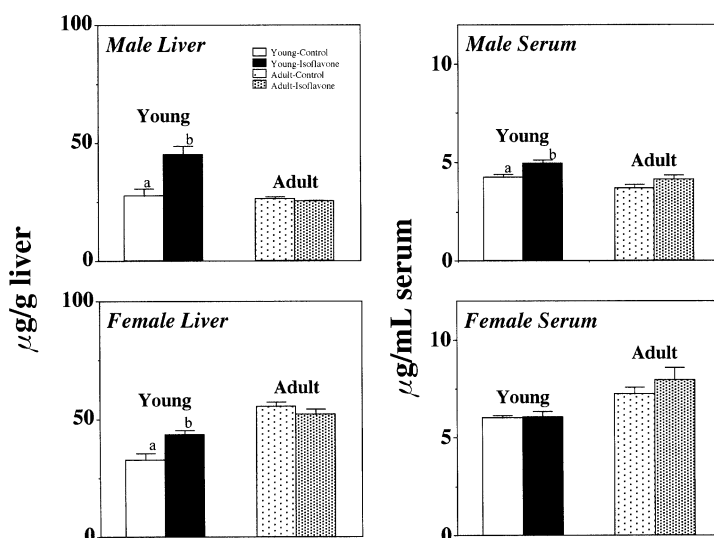 100
Male Liver
Young-Control
Young-Isoflavone
Adult-Control
Adult-Isoflavone
Young
50
a
b
Adult
0
Male Serum
10
Young
5
a
b
Adult
0
μg/g liver
μg/mL serum
100
Female Liver
Young
50
a
b
Adult
0
Female Serum
10
Adult
Young
5
0